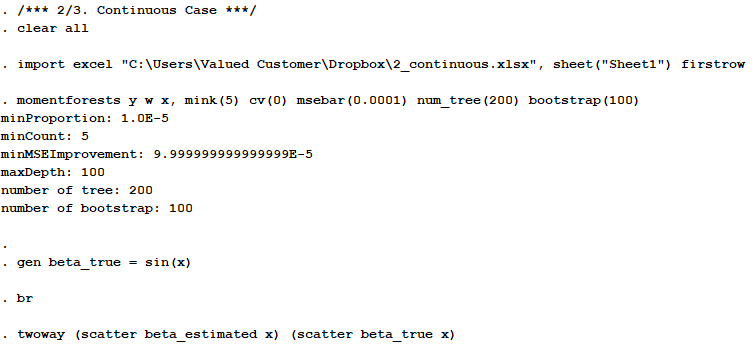 . /*** 2/3. Continuous Case ***/
. clear all
. import excel "C:\Users\Valued Customer\Dropbox\2_continuous.xlsx", sheet("Sheet1") firstrow
. momentforests y w x, mink(5) cv(0) msebar(0.0001) num_tree(200) bootstrap(100)
minProportion: 1.0E-5
minCount: 5
minMSEImprovement: 9.999999999999999E-5
maxDepth: 100
number of tree: 200
number of bootstrap: 100
.
. gen beta_true = sin(x)
. br
. twoway (scatter beta_estimated x) (scatter beta_true x)